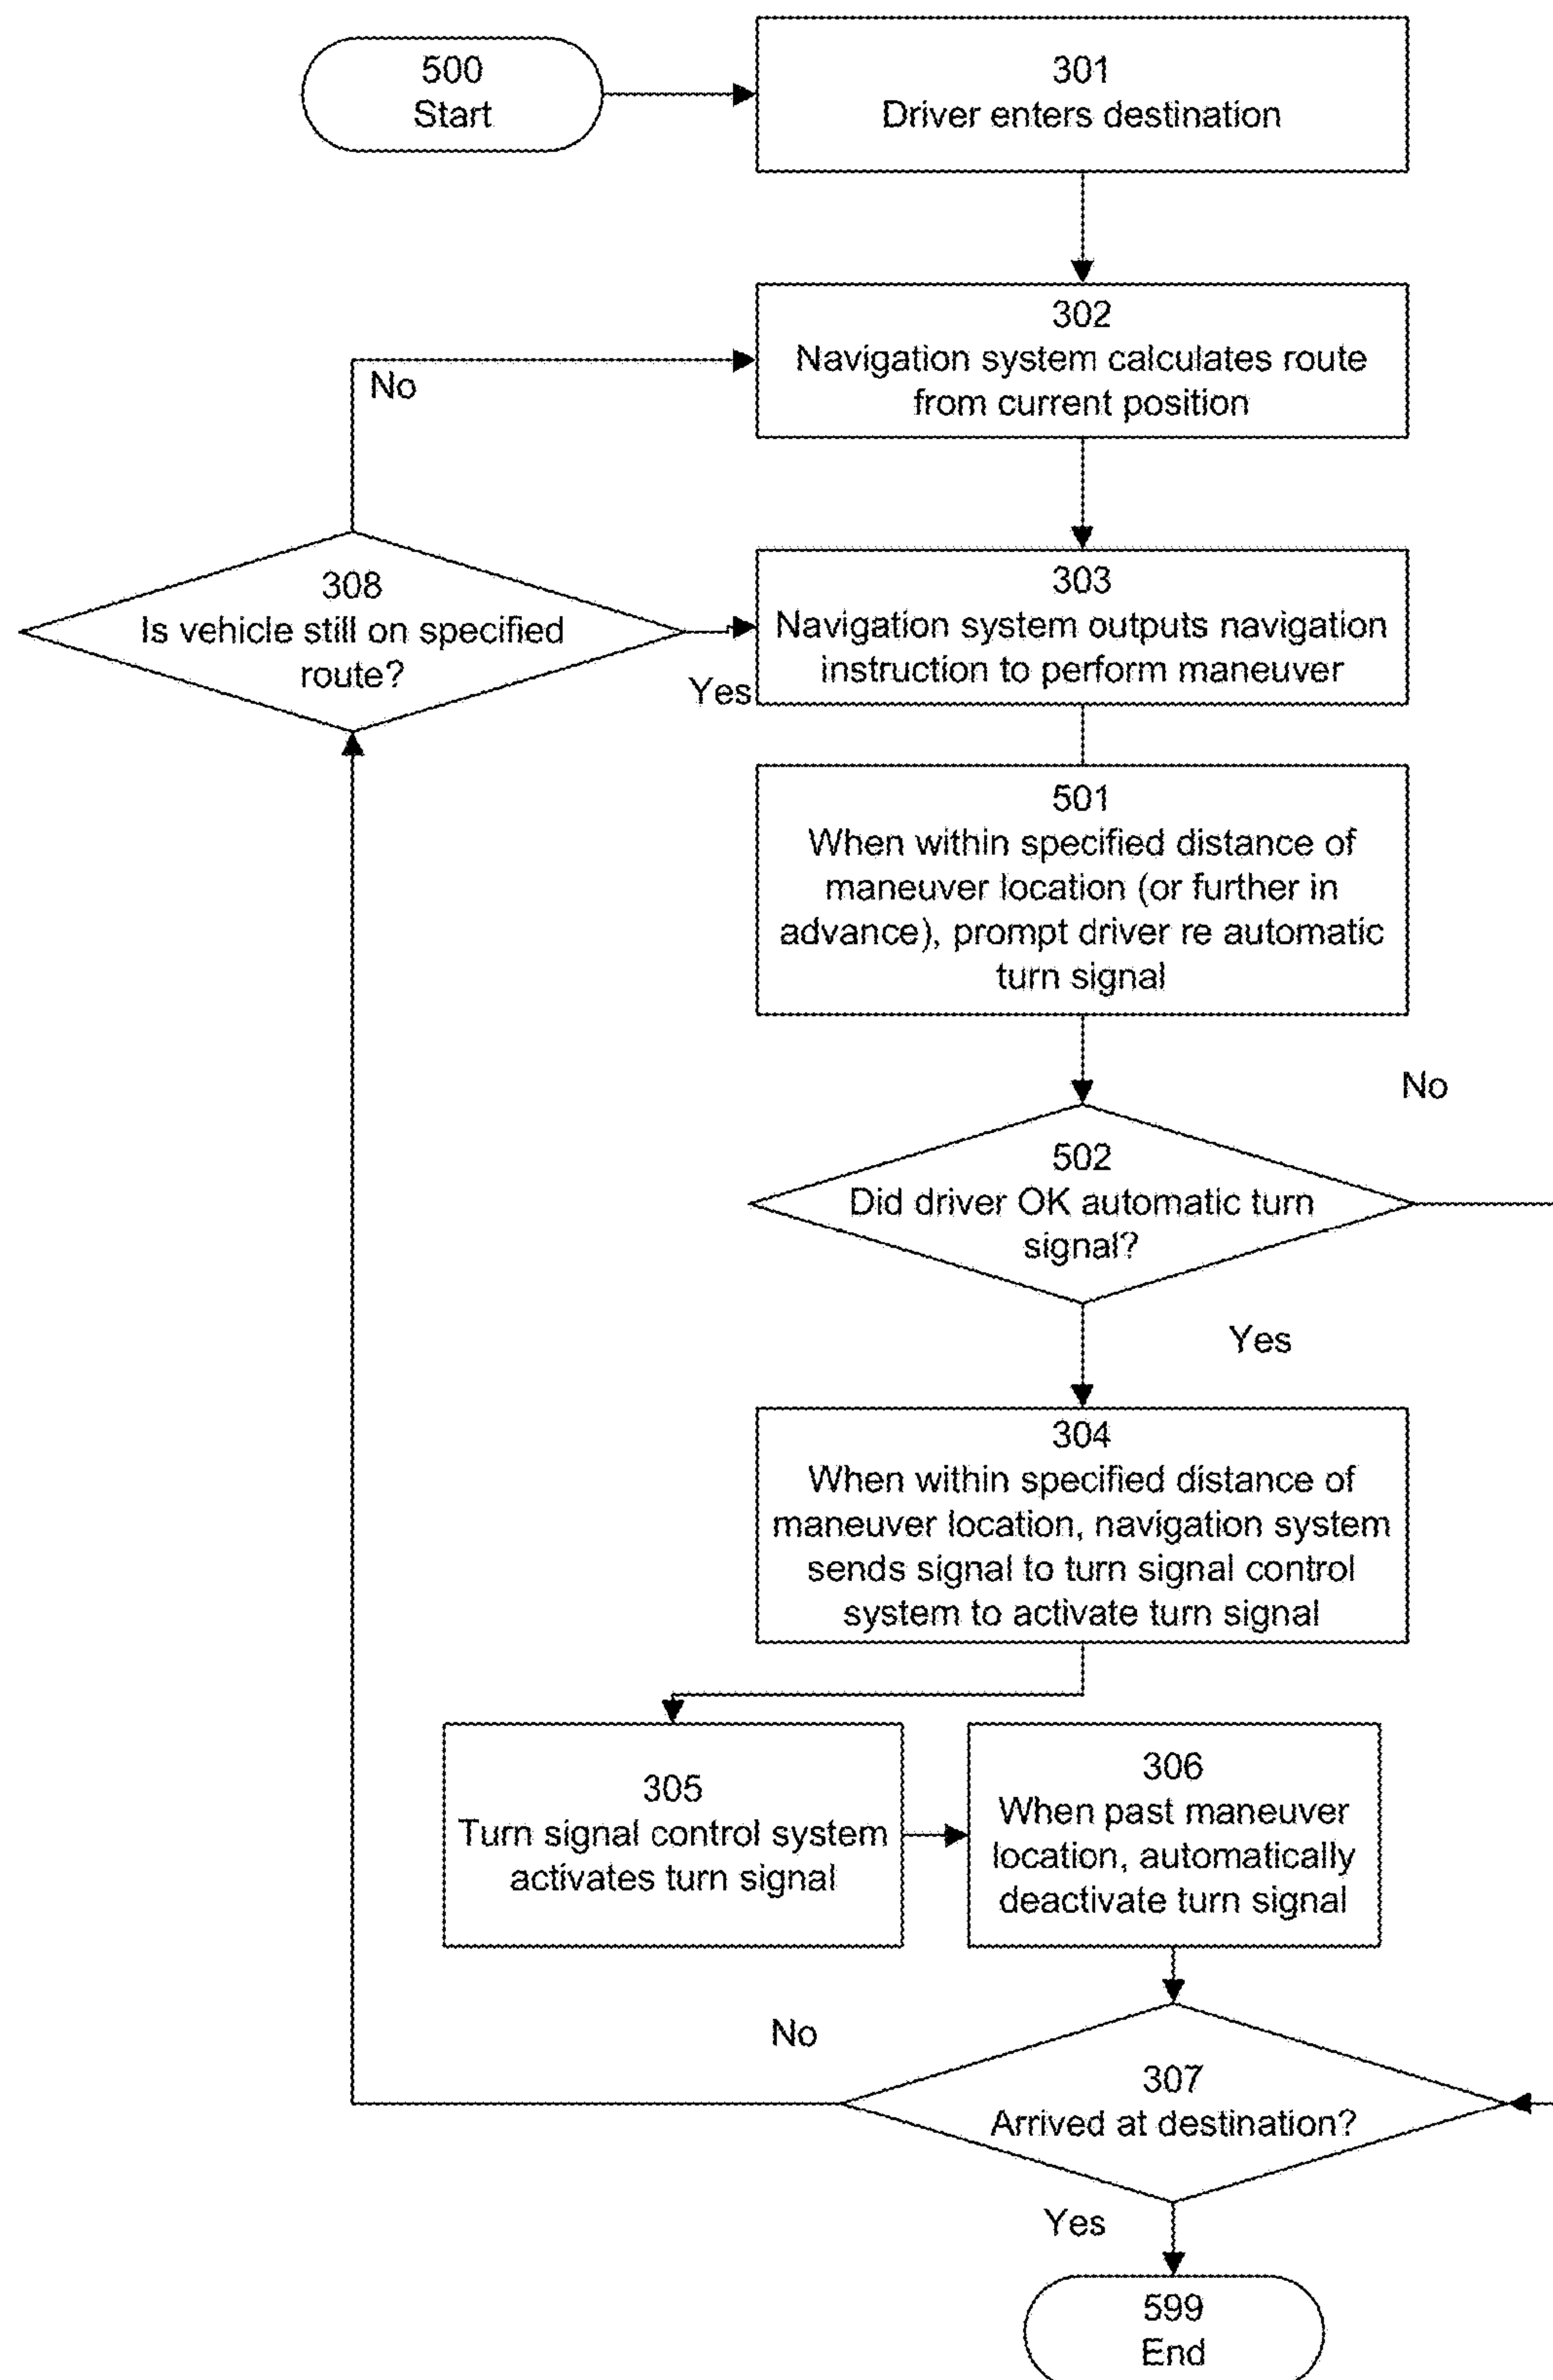 500
Start
301
Driver enters destination
302
Navigation system calculates route
from current position
No
308
Is vehicle still on specified
route?
Yes
303
Navigation system outputs navigation
instruction to perform maneuver
501
When within specified distance of
maneuver location (or further in
advance), prompt driver re automatic
turn signal
No
502
Did driver OK automatic turn
signal?
Yes
304
When within specified distance of
maneuver location, navigation system
sends signal to turn signal control
system to activate turn signal
305
Turn signal control system
activates turn signal
306
When past maneuver
location, automatically
deactivate turn signal
No
307
Arrived at destination?
Yes
599
End